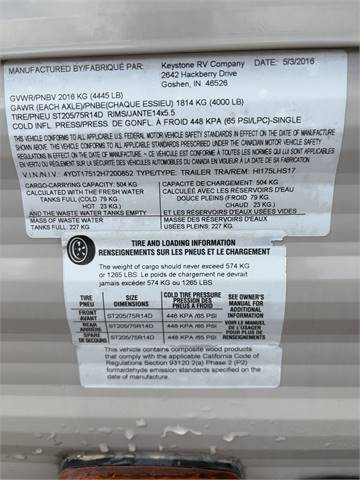 MANUFACTURED BY/FABRIQUÉ PAR: Keystone RV Company DATE: 5/3/2016
2642 Hackberry Drive
Goshen, IN 46526
GVWR/PNBV 2016 KG (4445 LB)
GAWR (EACH AXLE)/PNBE(CHAQUE ESSIEU) 1814 KG (4000 LB)
TIRE/PNEU ST205/75R14D RIMS/JANTE14x5.5
COLD INFL. PRESS./PRESS. DE GONFL. À FROID 448 KPA (65 PSI/LPC)-SINGLE
THIS VEHICLE CONFORMS TO ALL APPLICABLE U.S. FEDERAL MOTOR VEHICLE SAFETY STANDARDS IN EFFECT ON THE DATE OF
MANUFACTURE SHOWN ABOVE. THIS VEHICLE CONFORMS TO ALL APPLICABLE STANDARDS PRESCRIBED UNDER THE CANADIAN MOTOR VEHICLE SAFETY
REGULATIONS IN EFFECT ON THE DATE OF MANUFACTURE. CE VÉHICULE EST CONFORME À TOUTES LES NORMES QUI LUI SONT APPLICABLES
EN VERTU DU RÈGLEMENT SUR LA SÉCURITÉ DES VÉHICULES AUTOMOBILES DU CANADA EN VIGUEUR À LA DATE DE SA FABRICATION.
V.I.N./N.I.V.: 4YDT17512H7200852 TYPE: TRAILER TRA/REM: HI175LHS17
CARGO-CARRYING CAPACITY: 504 KG CAPACITÉ DE CHARGEMENT: 504 KG
CALCULATED WITH THE FRESH WATER CALCULÉE SI LES RÉSERVOIRS D'EAU
TANKS FULL (COLD: 79 KG. DOUCE PLEINS (FROID 79 KG
HOT: 23 KG.) CHAUD 23 KG.)
AND THE WASTE WATER TANKS EMPTY ET LES RÉSERVOIRS D'EAUX USÉES VIDES
MASS OF WASTE WATER MASSE D'EAUX USÉES LORSQUE LES
TANKS FULL: 227 KG RÉSERVOIRS SONT PLEINS: 227 KG
TIRE AND LOADING INFORMATION
RENSEIGNEMENTS SUR LES PNEUS ET LE CHARGEMENT
The weight of cargo should never exceed 574 KG
or 1265 LBS. Le poids de chargement ne doit
jamais excéder 574 KG or 1265 LBS.
TIRE PNEU SIZE DIMENSIONS COLD TIRE PRESSURE PRESSION DES PNEUS À FROID SEE OWNER'S MANUAL FOR ADDITIONAL INFORMATION
FRONT AVANT ST205/75R14D 448 KPA /65 PSI
REAR ARRIÈRE ST205/75R14D 448 KPA /65 PSI VOIR LE MANUEL DE L'USAGER POUR PLUS DE RENSEIGNEMENTS
SPARE DE SECOURS ST205/75R14D 448 KPA /65 PSI
This vehicle contains composite wood products
that comply with the applicable California Code of
Regulations Section 93120.2(a) Phase 2 (P2)
formaldehyde emission standard specified on the
date of manufacture.